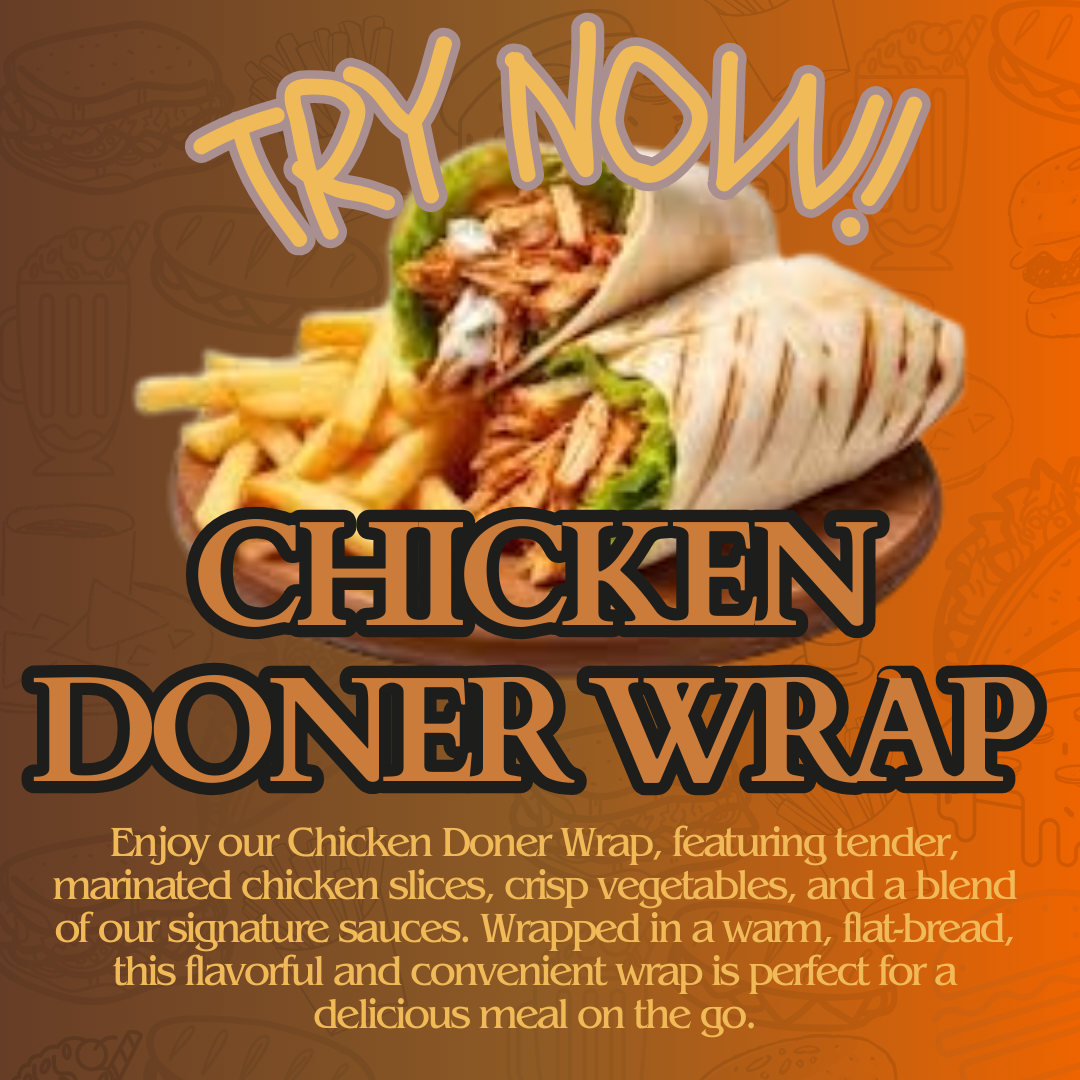 TRY NOW!!
CHICKEN
DONER WRAP
Enjoy our Chicken Doner Wrap, featuring tender,
marinated chicken slices, crisp vegetables, and a blend
of our signature sauces. Wrapped in a warm, flat-bread,
this flavorful and convenient wrap is perfect for a
delicious meal on the go.